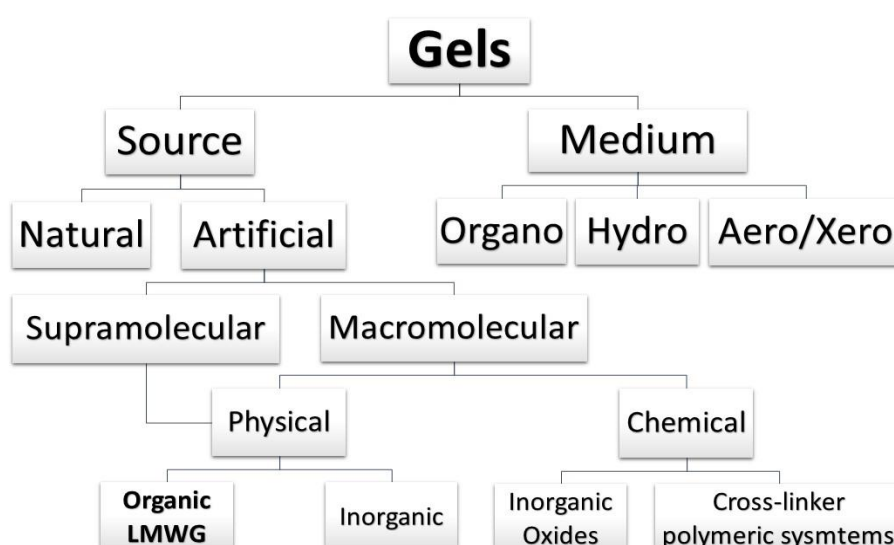 Gels
Source
Medium
Natural
Artificial
Organo
Hydro
Aero/Xero
Supramolecular
Macromolecular
Physical
Chemical
Organic
LMWG
Inorganic
Inorganic
Oxides
Cross-linker
polymeric sysmtems